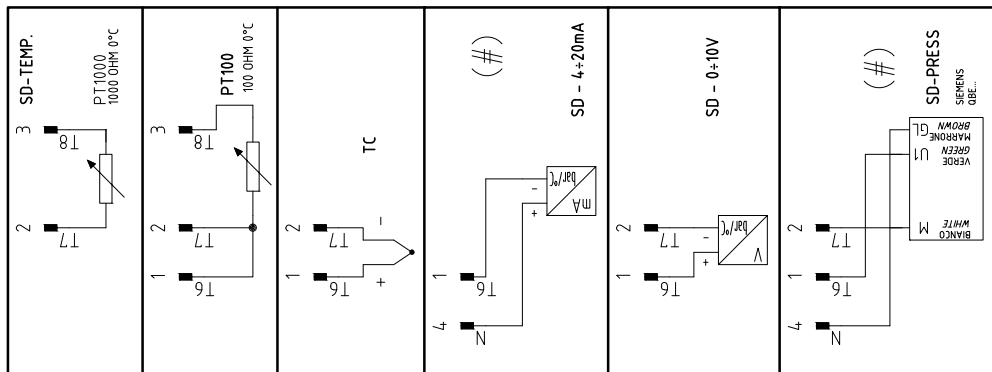 SD-TEMP.
PT1000
1000 OHM 0°C
3
T8
2
T7
PT100
100 OHM 0°C
3
T8
2
T7
1
T6
TC
2
T7
-
1
T6
+
(#)
SD - 4÷20mA
bar/°C
mA
-
+
1
T6
4
N
SD - 0÷10V
bar/°C
V
2
T7
-
1
T6
+
(#)
SD-PRESS
SIEMENS
QBE...
GL
MARRONE
BROWN
U1
VERDE
GREEN
M
BIANCO
WHITE
2
T7
1
T6
4
N